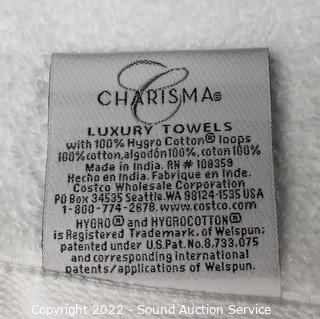 C
CHARISMA®
LUXURY TOWELS
with 100% Hygro Cotton® loops
100% cotton, algodón 100%, coton 100%
Made in India. RN # 108359
Hecho en India. Fabrique en Inde.
Costco Wholesale Corporation
PO Box 34535 Seattle, WA 98124-1535 USA
1-800-774-2678. www.costco.com
HYGRO® and HYGROCOTTON®
is Registered Trademark, of Welspun;
patented under U.S. Pat. No. 8,733,075
and corresponding international
patents/applications of Welspun.
Copyright 2022 - Sound Auction Service